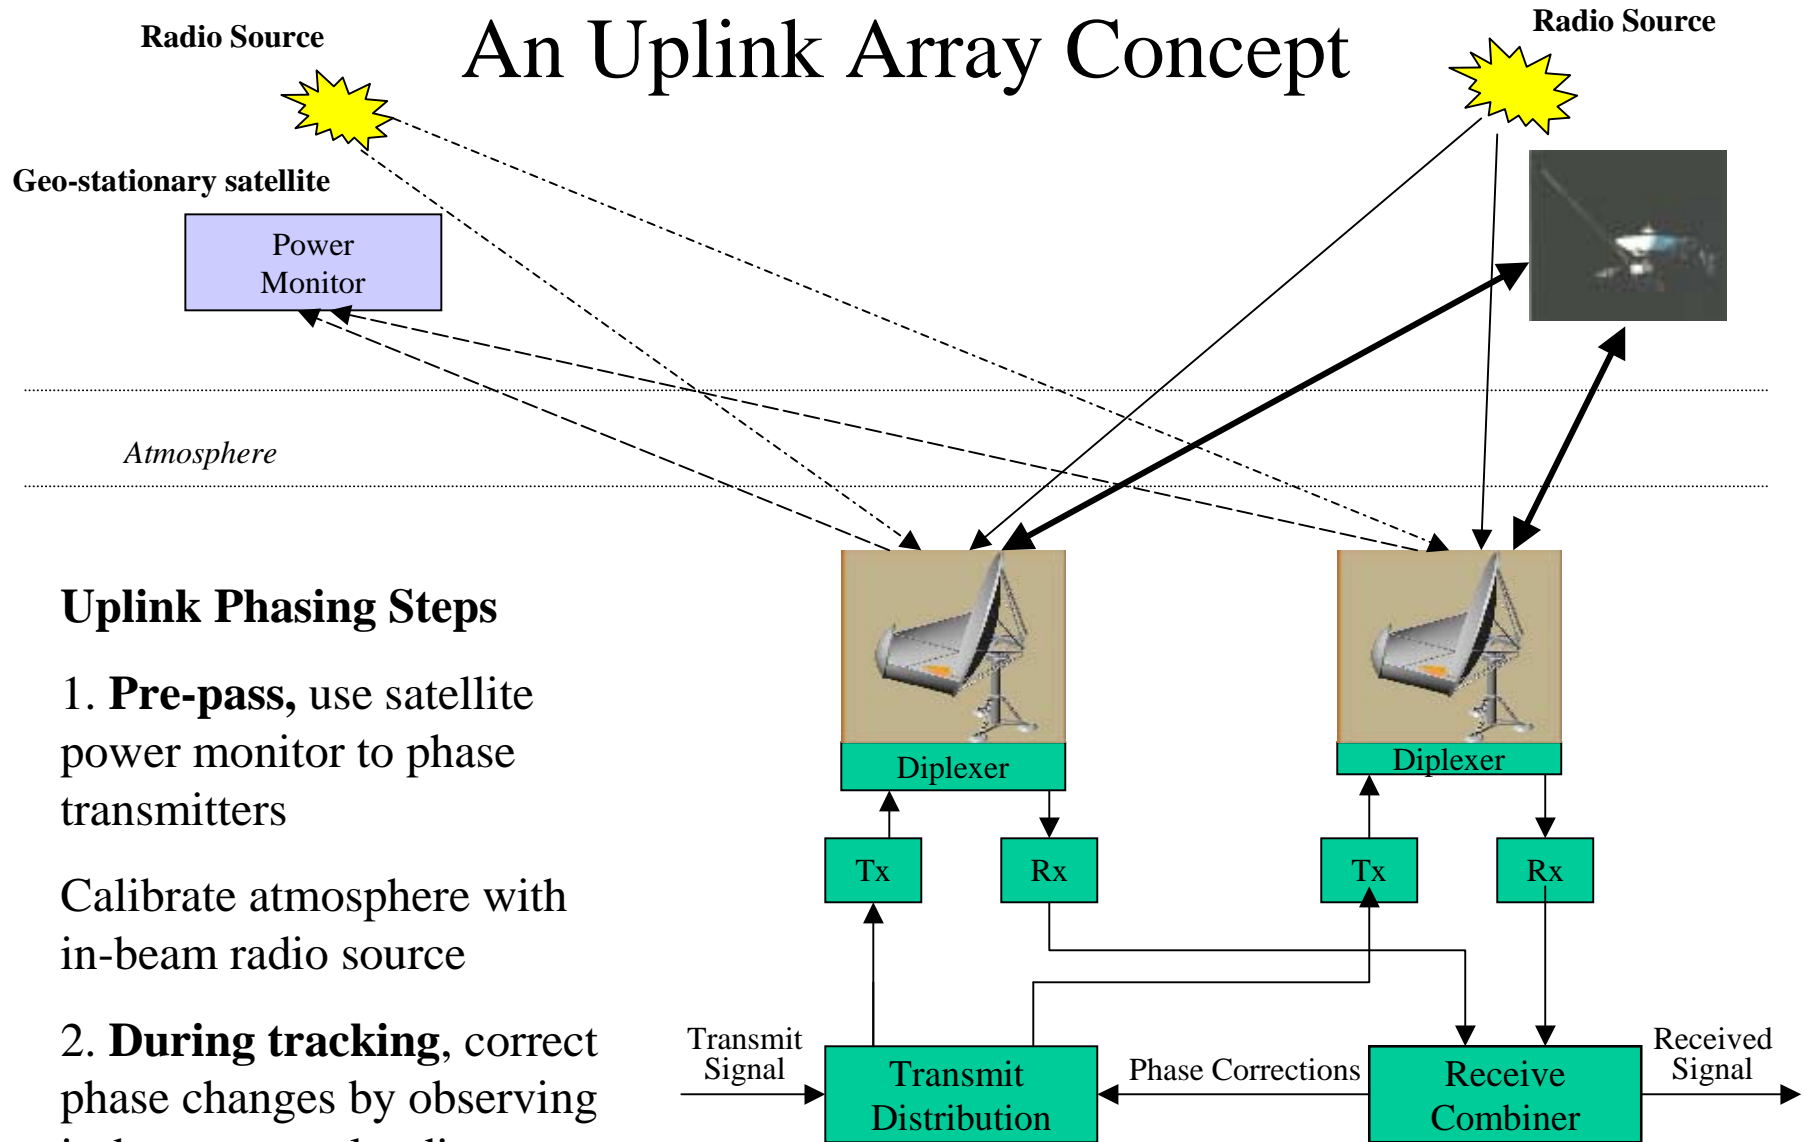 An Uplink Array Concept
Radio Source
Radio Source
Geo-stationary satellite
Power
Monitor
Atmosphere
Uplink Phasing Steps
1. Pre-pass, use satellite
power monitor to phase
transmitters
Calibrate atmosphere with
in-beam radio source
2. During tracking, correct
phase changes by observing
Diplexer
Diplexer
Tx
Rx
Tx
Rx
Transmit
Signal
Transmit
Distribution
Phase Corrections
Receive
Combiner
Received
Signal